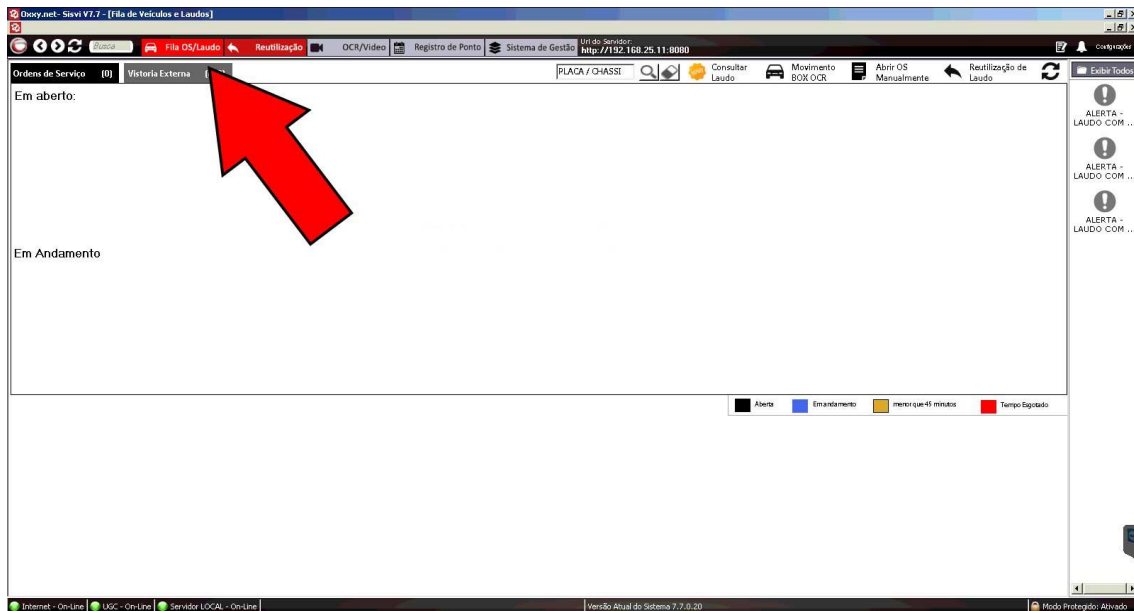 Oxxy.net- Sisvi V7.7 - [Fila de Veículos e Laudos]
Busca Fila OS/Laudo Reutilização OCR/Video Registro de Ponto Sistema de Gestão
Url do Servidor:
http://192.168.25.11:8080
Configurações
Ordens de Serviço [0] Vistoria Externa
PLACA / CHASSI
Consultar
Laudo
Movimento
BOX OCR
Abrir OS
Manualmente
Reutilização de
Laudo
Exibir Todos
Em aberto:
ALERTA -
LAUDO COM ...
ALERTA -
LAUDO COM ...
ALERTA -
LAUDO COM ...
Em Andamento
Aberta Em andamento menor que 45 minutos Tempo Esgotado
Internet - On-Line UGC - On-Line Servidor LOCAL - On-Line Versão Atual do Sistema 7.7.0.20 Modo Protegido: Ativado